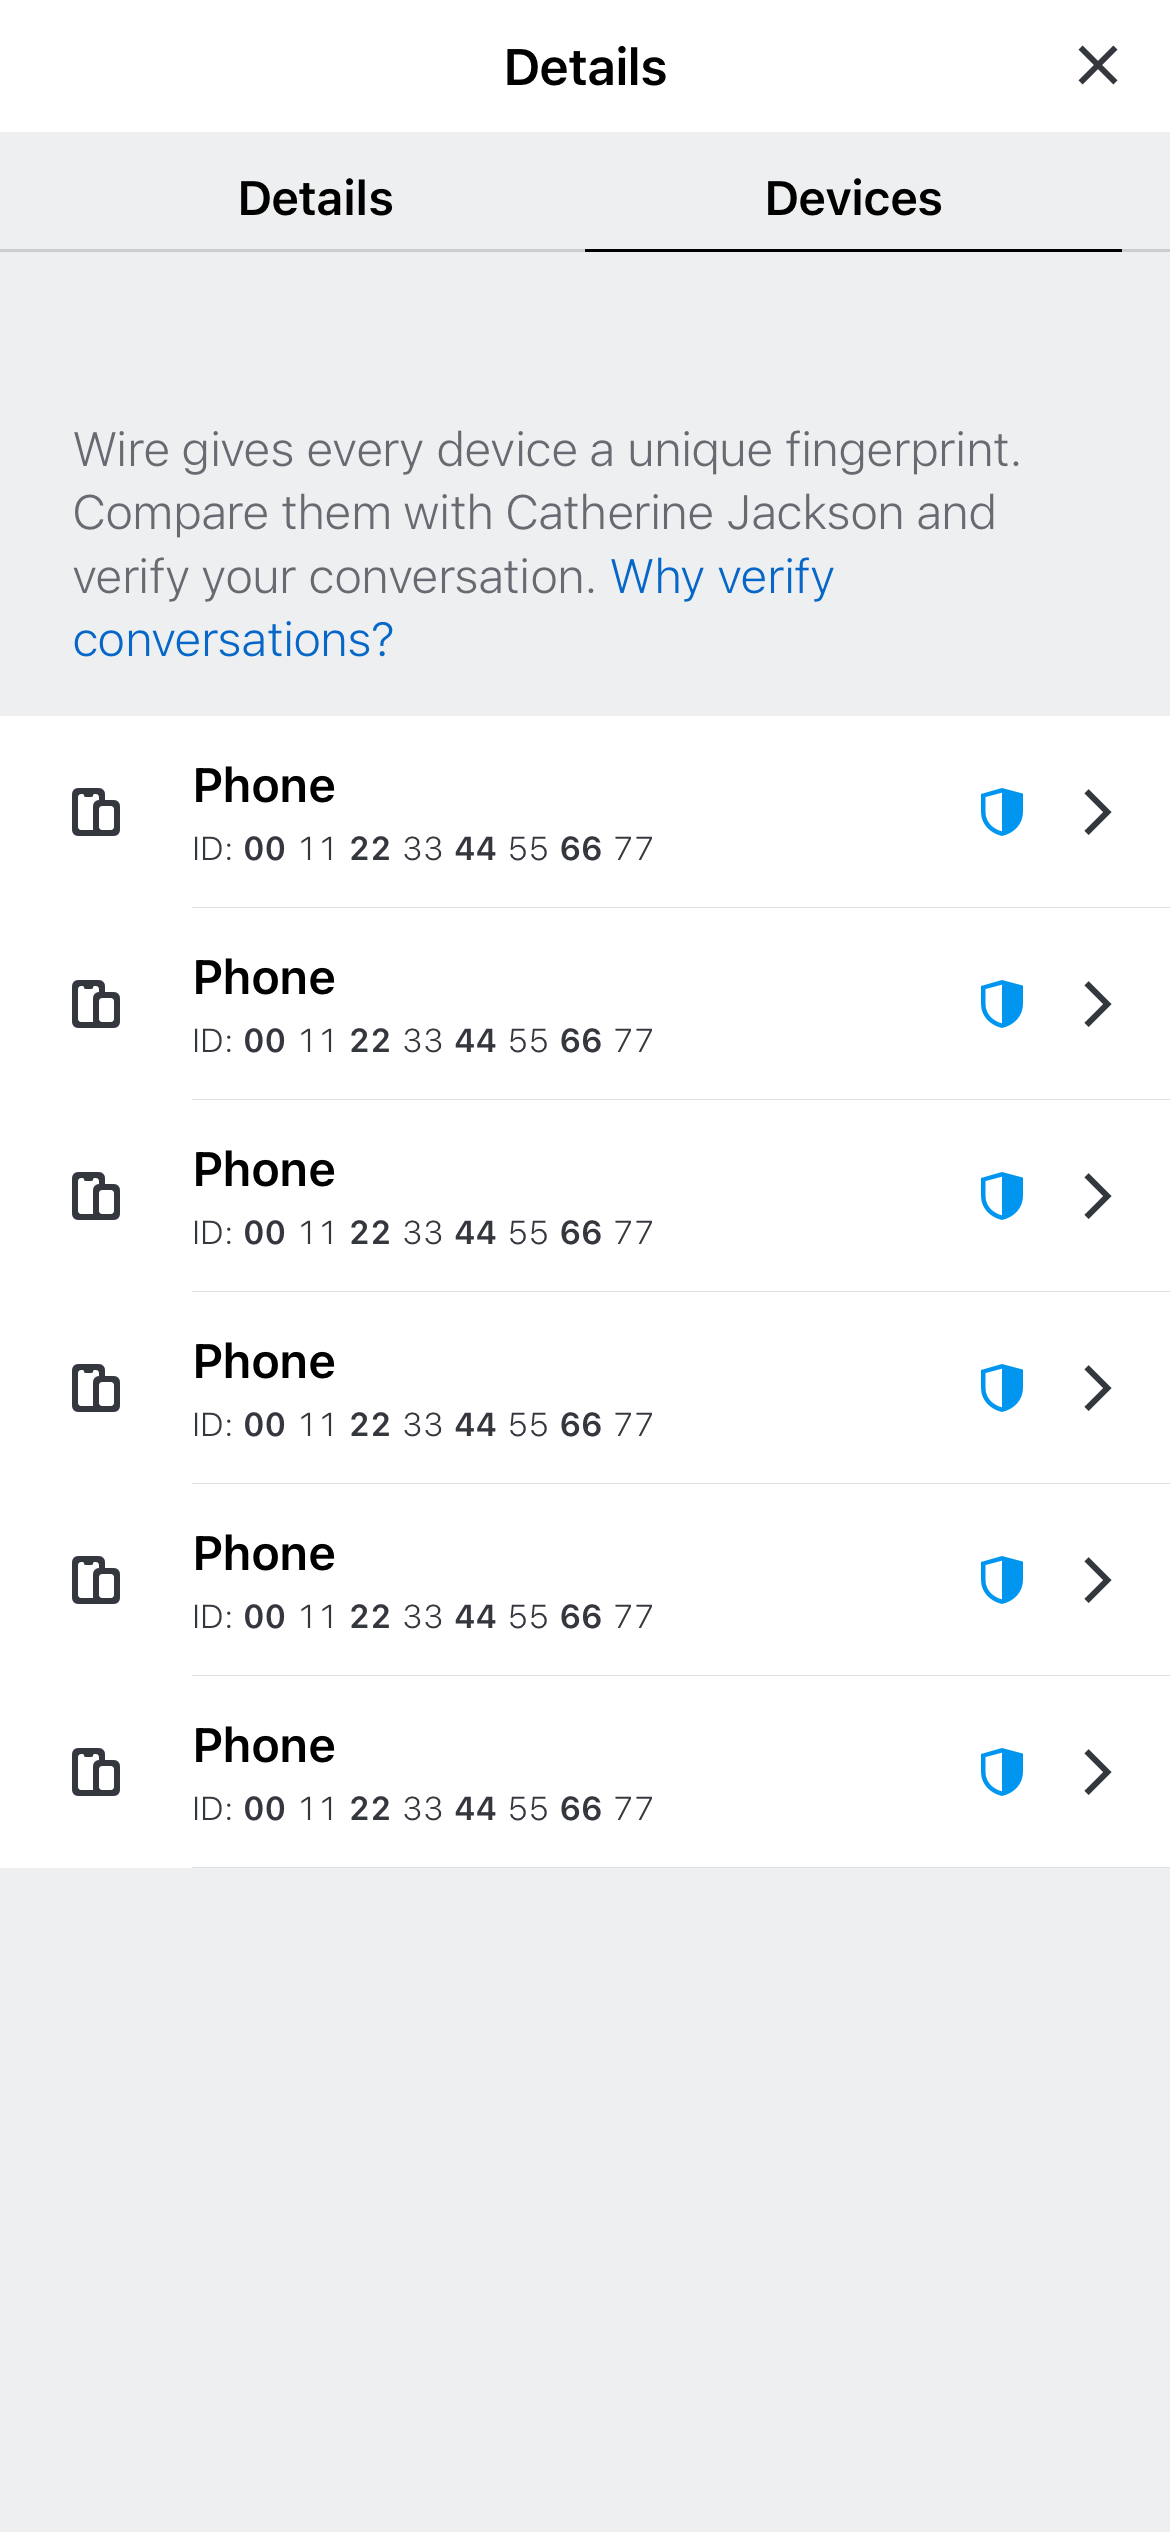 Details
Details Devices
Wire gives every device a unique fingerprint.
Compare them with Catherine Jackson and
verify your conversation. Why verify
conversations?
Phone
ID: 00 11 22 33 44 55 66 77
Phone
ID: 00 11 22 33 44 55 66 77
Phone
ID: 00 11 22 33 44 55 66 77
Phone
ID: 00 11 22 33 44 55 66 77
Phone
ID: 00 11 22 33 44 55 66 77
Phone
ID: 00 11 22 33 44 55 66 77